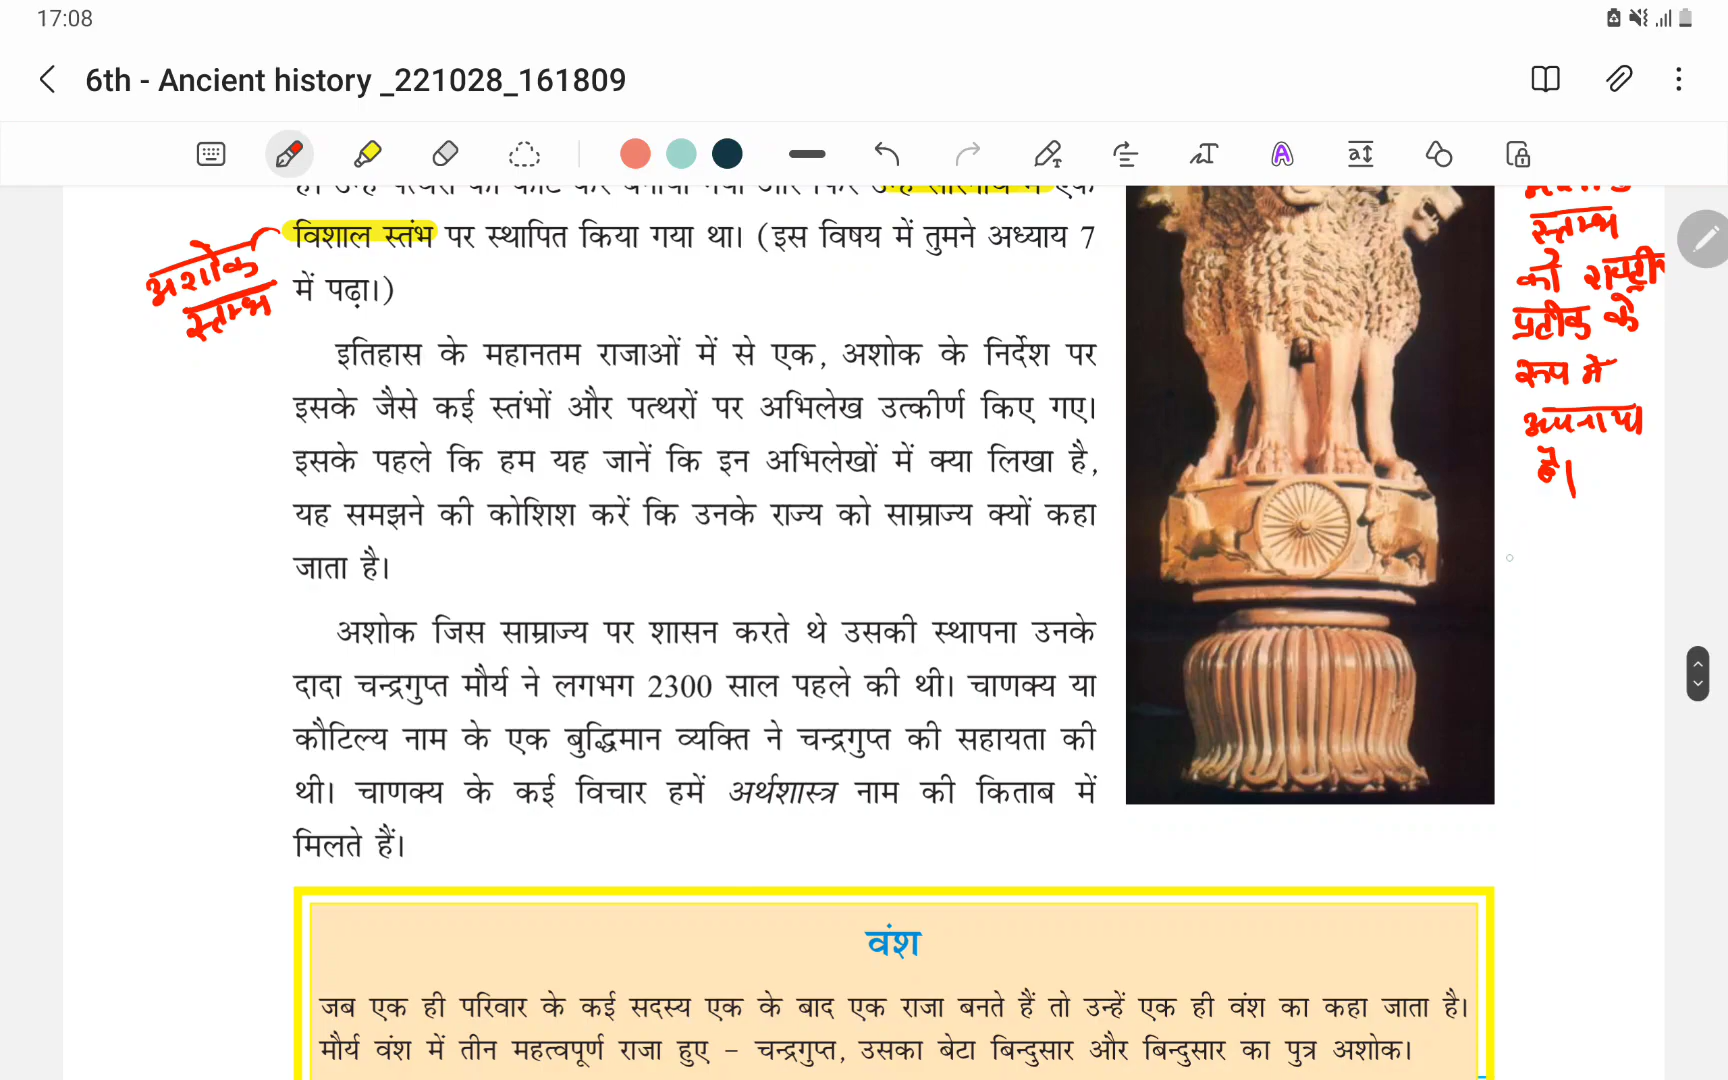 17:08
6th - Ancient history _221028_161809
विशाल स्तंभ पर स्थापित किया गया था। (इस विषय में तुमने अध्याय 7
में पढ़ा।)
अशोक
स्तम्भ
इतिहास के महानतम राजाओं में से एक, अशोक के निर्देश पर
इसके जैसे कई स्तंभों और पत्थरों पर अभिलेख उत्कीर्ण किए गए।
इसके पहले कि हम यह जानें कि इन अभिलेखों में क्या लिखा है,
यह समझने की कोशिश करें कि उनके राज्य को साम्राज्य क्यों कहा
जाता है।
अशोक जिस साम्राज्य पर शासन करते थे उसकी स्थापना उनके
दादा चन्द्रगुप्त मौर्य ने लगभग 2300 साल पहले की थी। चाणक्य या
कौटिल्य नाम के एक बुद्धिमान व्यक्ति ने चन्द्रगुप्त की सहायता की
थी। चाणक्य के कई विचार हमें अर्थशास्त्र नाम की किताब में
मिलते हैं।
स्तम्भ
को
प्रतीक के
रूप में
अपनाया
है।
वंश
जब एक ही परिवार के कई सदस्य एक के बाद एक राजा बनते हैं तो उन्हें एक ही वंश का कहा जाता है।
मौर्य वंश में तीन महत्वपूर्ण राजा हुए – चन्द्रगुप्त, उसका बेटा बिन्दुसार और बिन्दुसार का पुत्र अशोक।